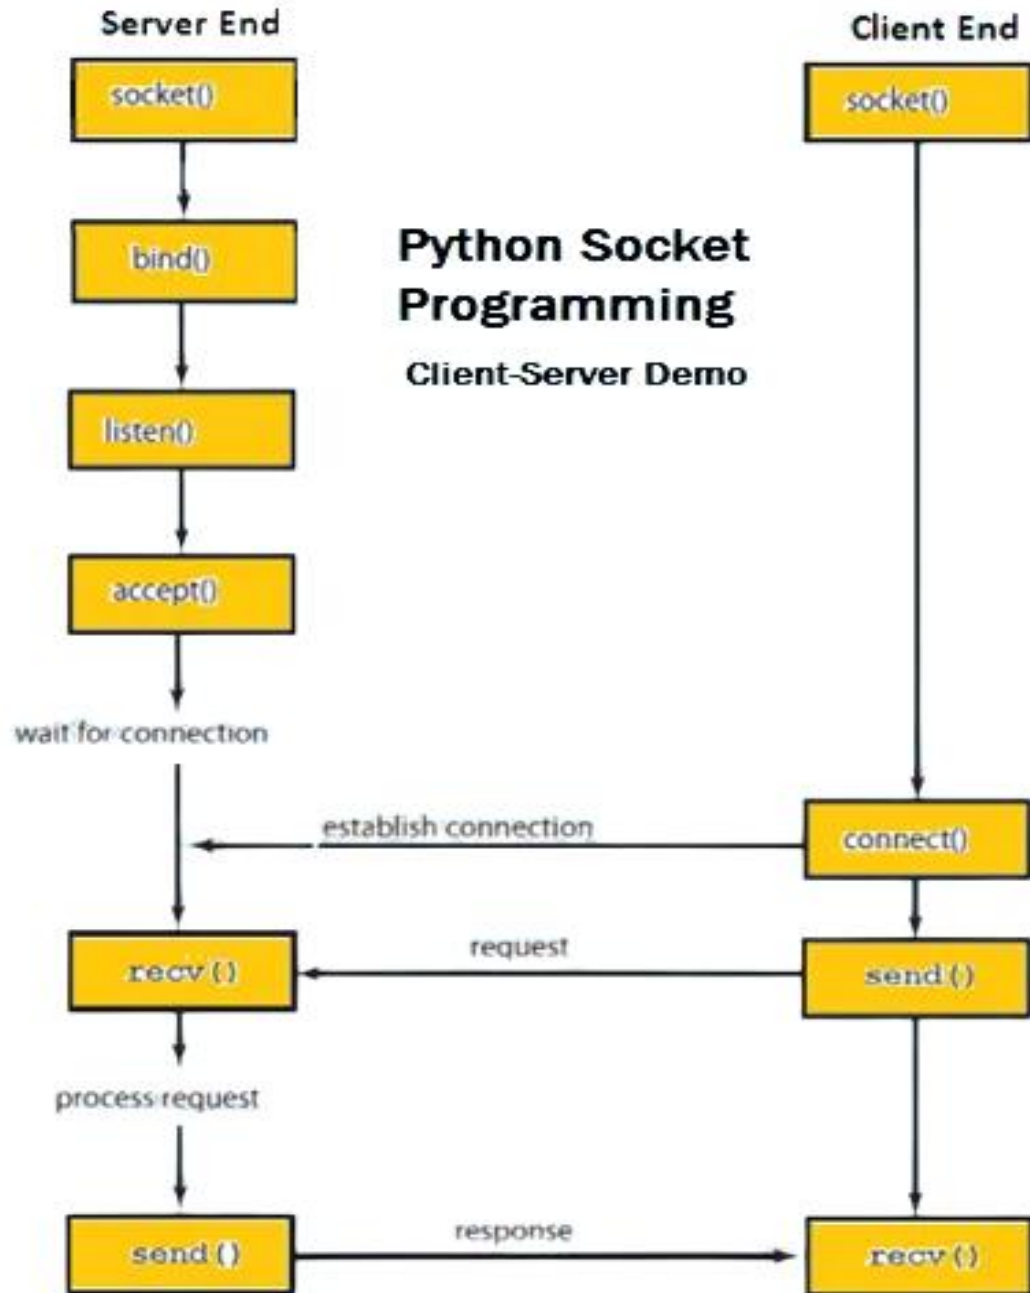 Server End
Client End
socket()
socket()
bind()
Python Socket
Programming
Client-Server Demo
listen()
accept()
wait for connection
establish connection
connect()
request
recv()
send()
process request
response
send()
recv()